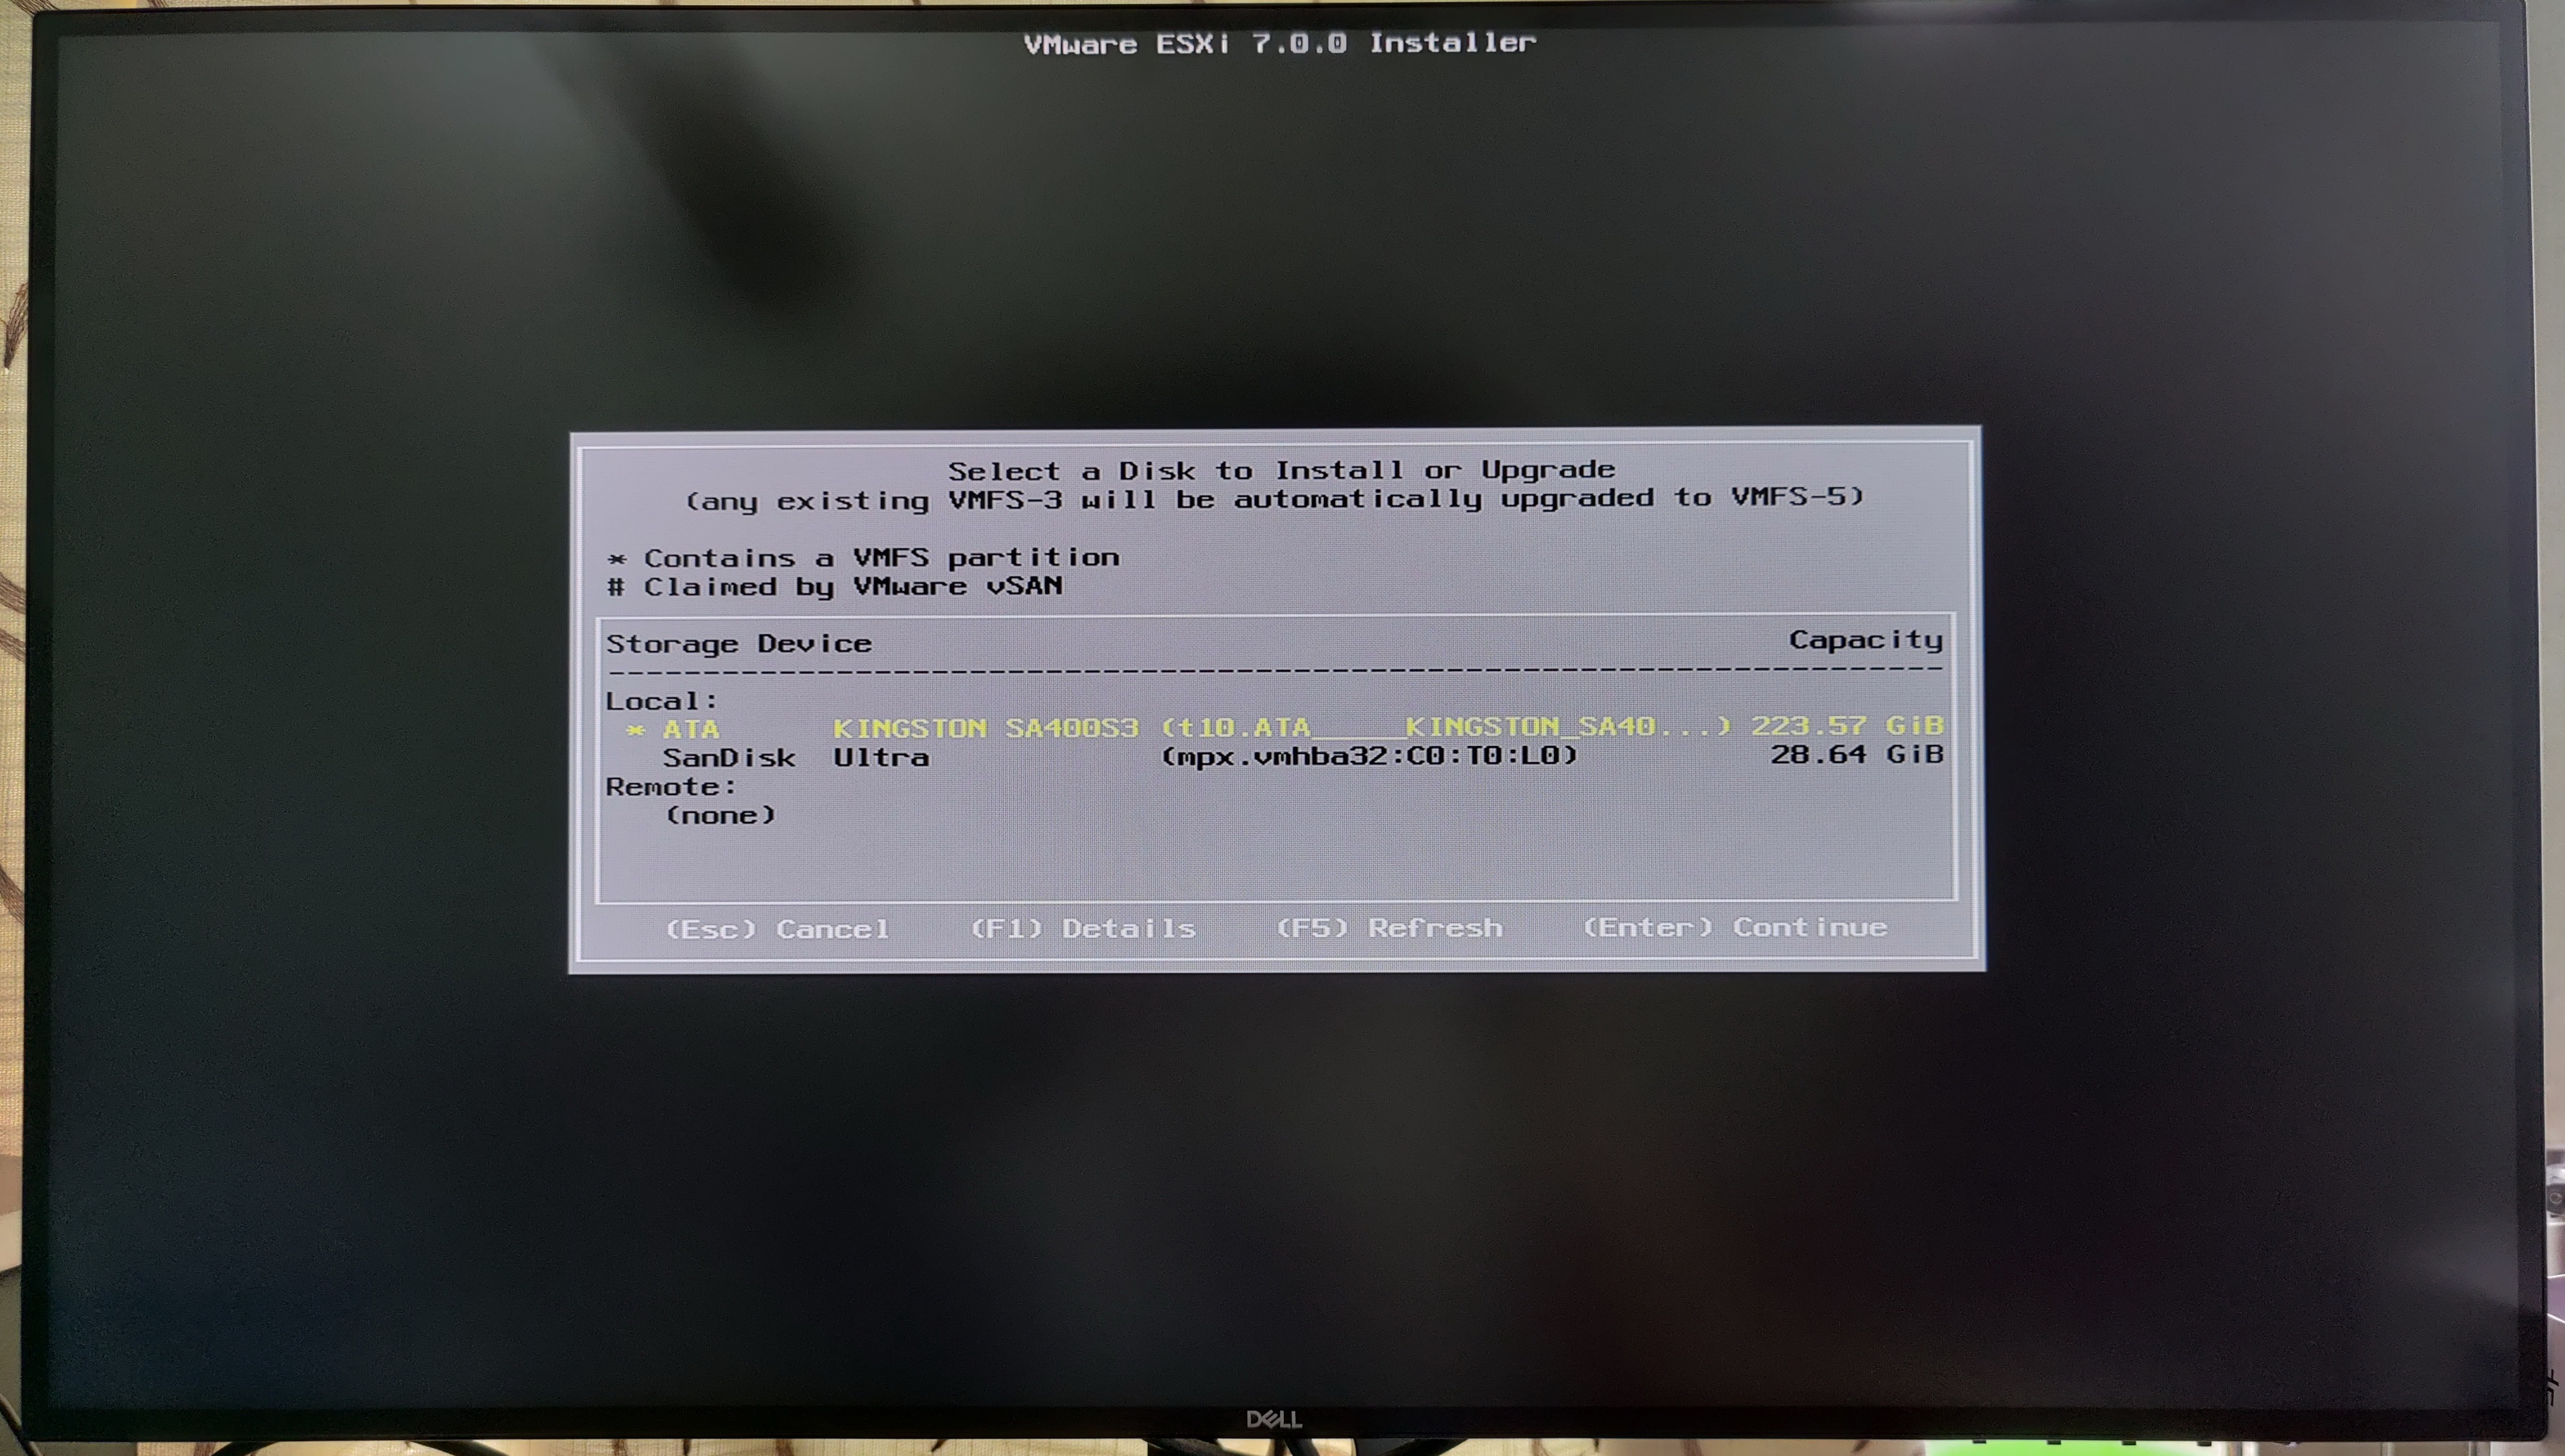 VMware ESXi 7.0.0 Installer
Select a Disk to Install or Upgrade
(any existing VMFS-3 will be automatically upgraded to VMFS-5)
* Contains a VMFS partition
# Claimed by VMware vSAN
Storage Device Capacity
--------------------------------------------------------------------------------
Local:
* ATA KINGSTON SA400S3 (t10.ATA_____KINGSTON_SA40...) 223.57 GiB
SanDisk Ultra (mpx.vmhba32:C0:T0:L0) 28.64 GiB
Remote:
(none)
(Esc) Cancel (F1) Details (F5) Refresh (Enter) Continue
DELL